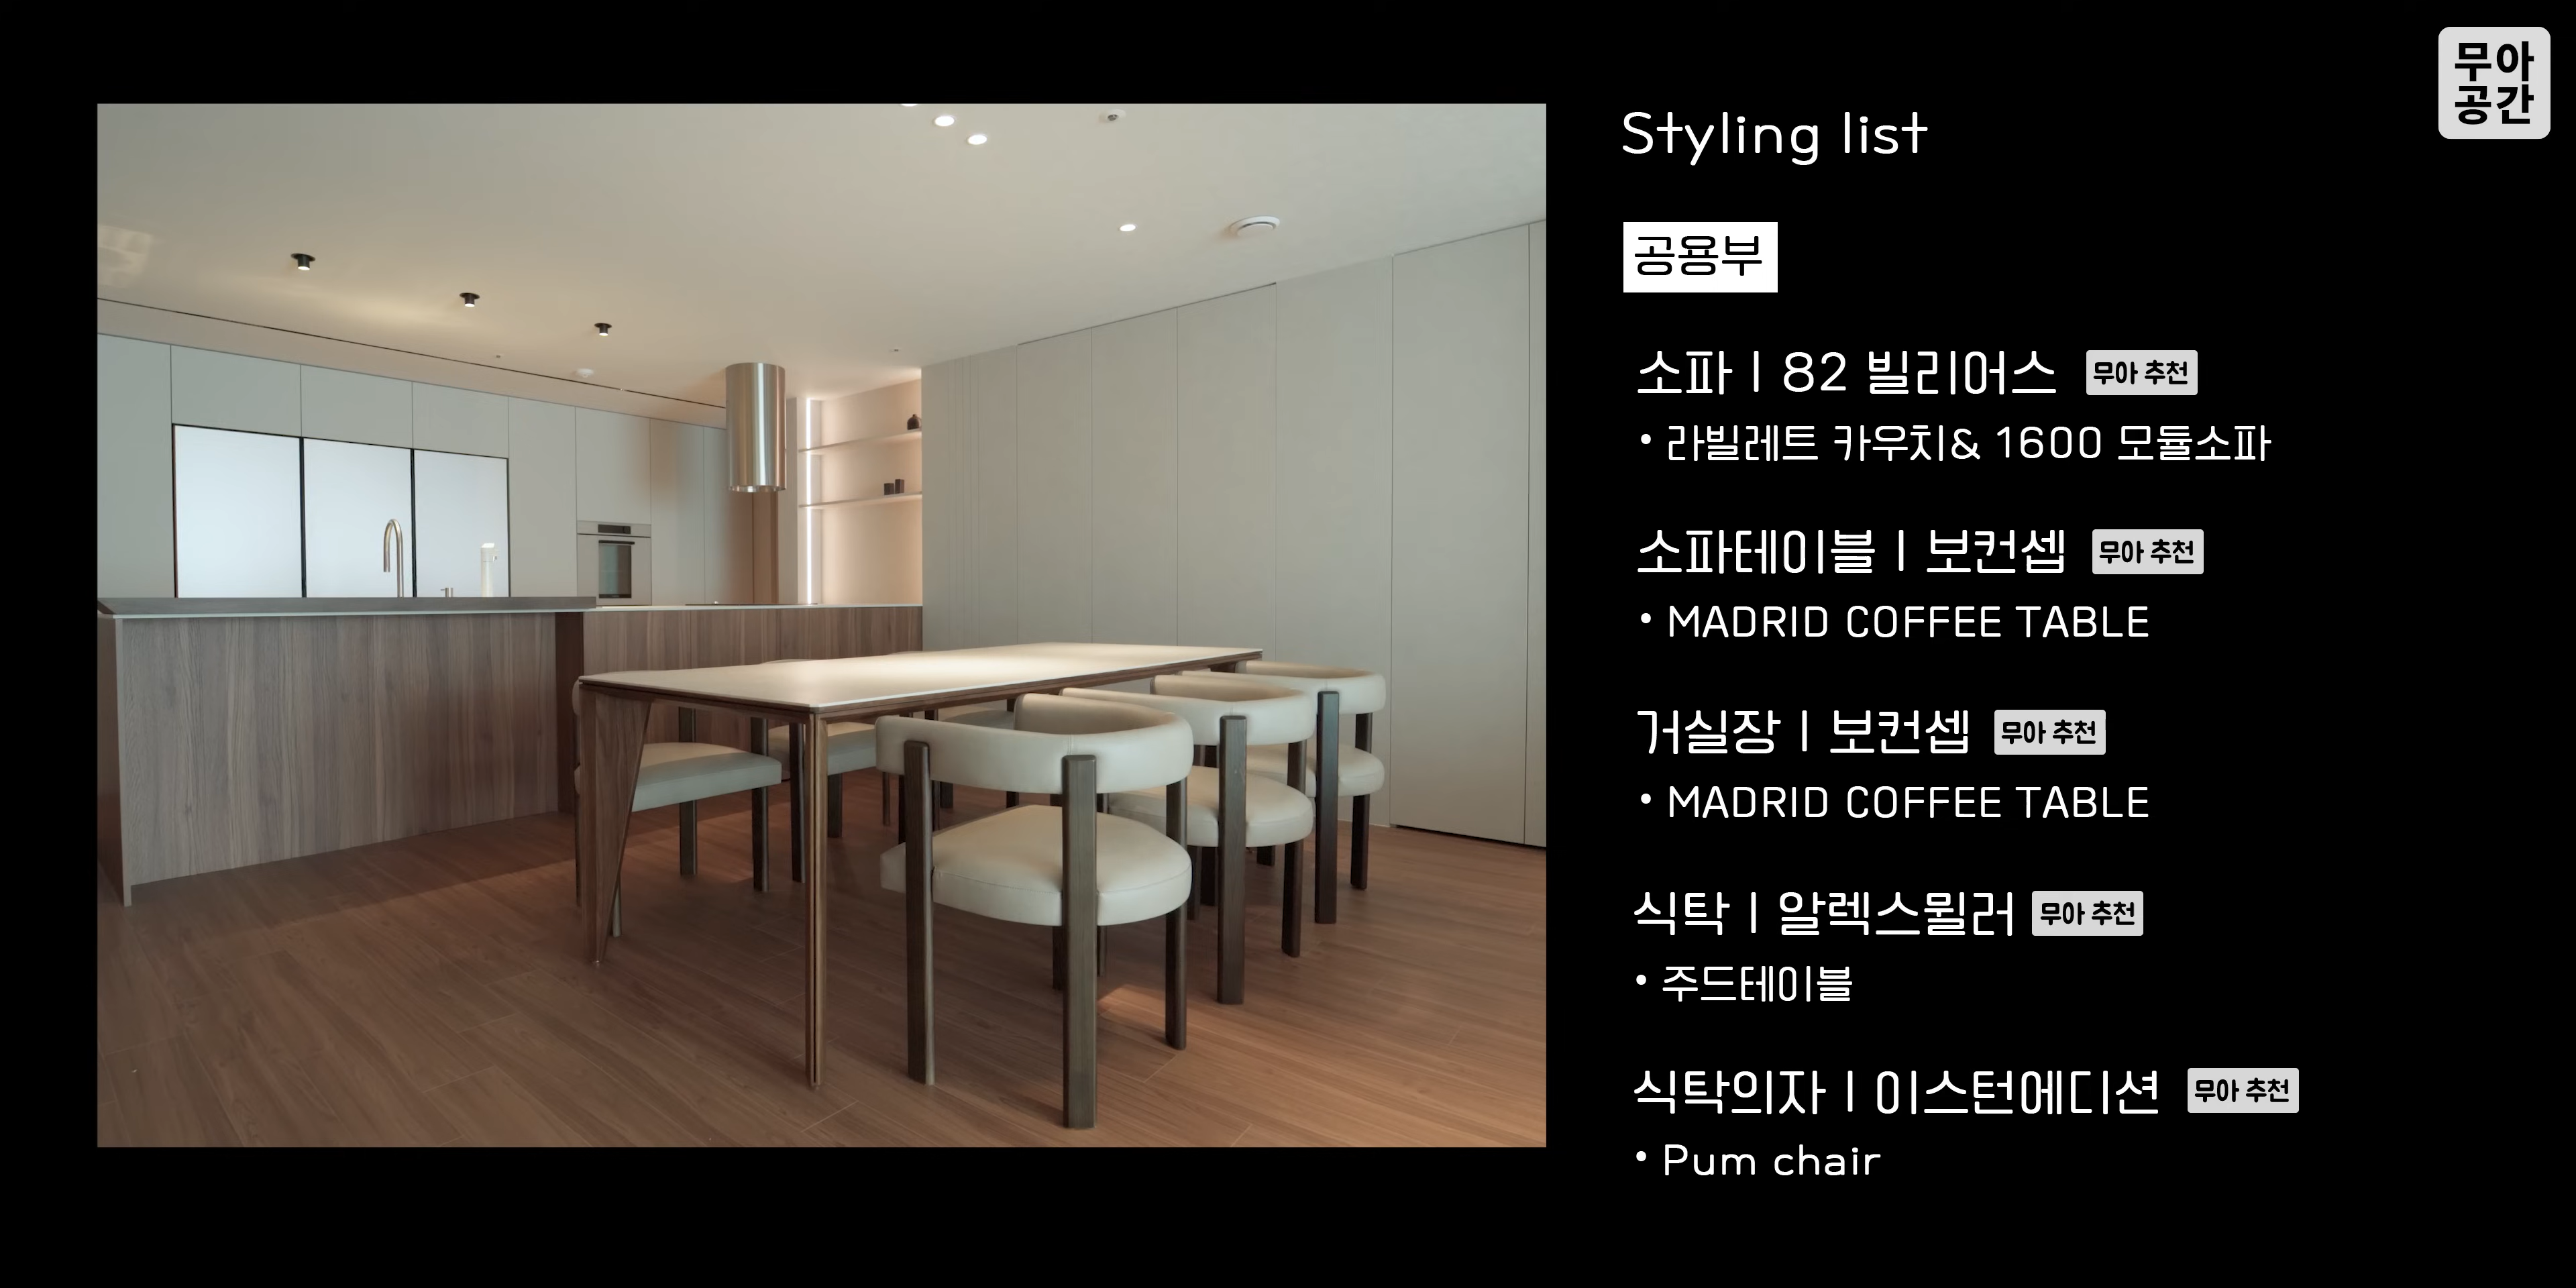 무아
공간
Styling list
공용부
소파 | 82 빌리어스 무아 추천
• 라빌레트 카우치& 1600 모듈소파
소파테이블 | 보컨셉 무아 추천
• MADRID COFFEE TABLE
거실장 | 보컨셉 무아 추천
• MADRID COFFEE TABLE
식탁 | 알렉스뮐러 무아 추천
• 주드테이블
식탁의자 | 이스턴에디션 무아 추천
• Pum chair